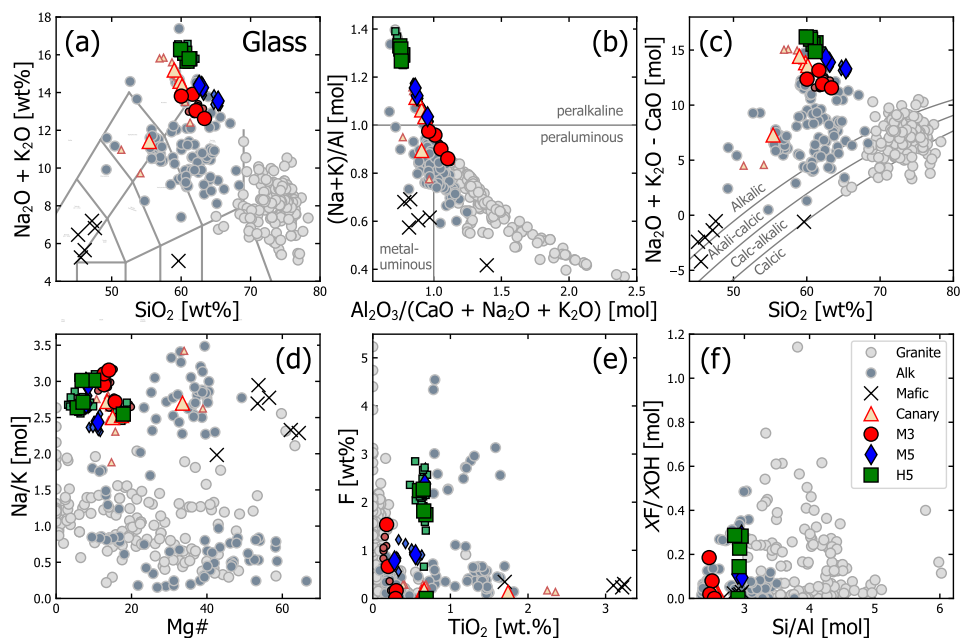 (a) Glass
Na₂O + K₂O [wt%]
18
16
14
12
10
8
6
4
50 60 70 80
SiO₂ [wt%]
(b)
(Na+K)/Al [mol]
1.4
1.2
1.0
0.8
0.6
0.4
peralkaline
peraluminous
metal-
uminous
0.5 1.0 1.5 2.0 2.5
Al₂O₃/(CaO + Na₂O + K₂O) [mol]
(c)
Na₂O + K₂O - CaO [mol]
15
10
5
0
−5
Alkalic
Akali-calcic
Calc-alkalic
Calcic
50 60 70 80
SiO₂ [wt%]
(d)
Na/K [mol]
3.5
3.0
2.5
2.0
1.5
1.0
0.5
0.0
0 20 40 60
Mg#
(e)
F [wt%]
5
4
3
2
1
0
0 1 2 3
TiO₂ [wt.%]
(f)
XF/XOH [mol]
1.2
1.0
0.8
0.6
0.4
0.2
0.0
3 4 5 6
Si/Al [mol]
Granite
Alk
Mafic
Canary
M3
M5
H5